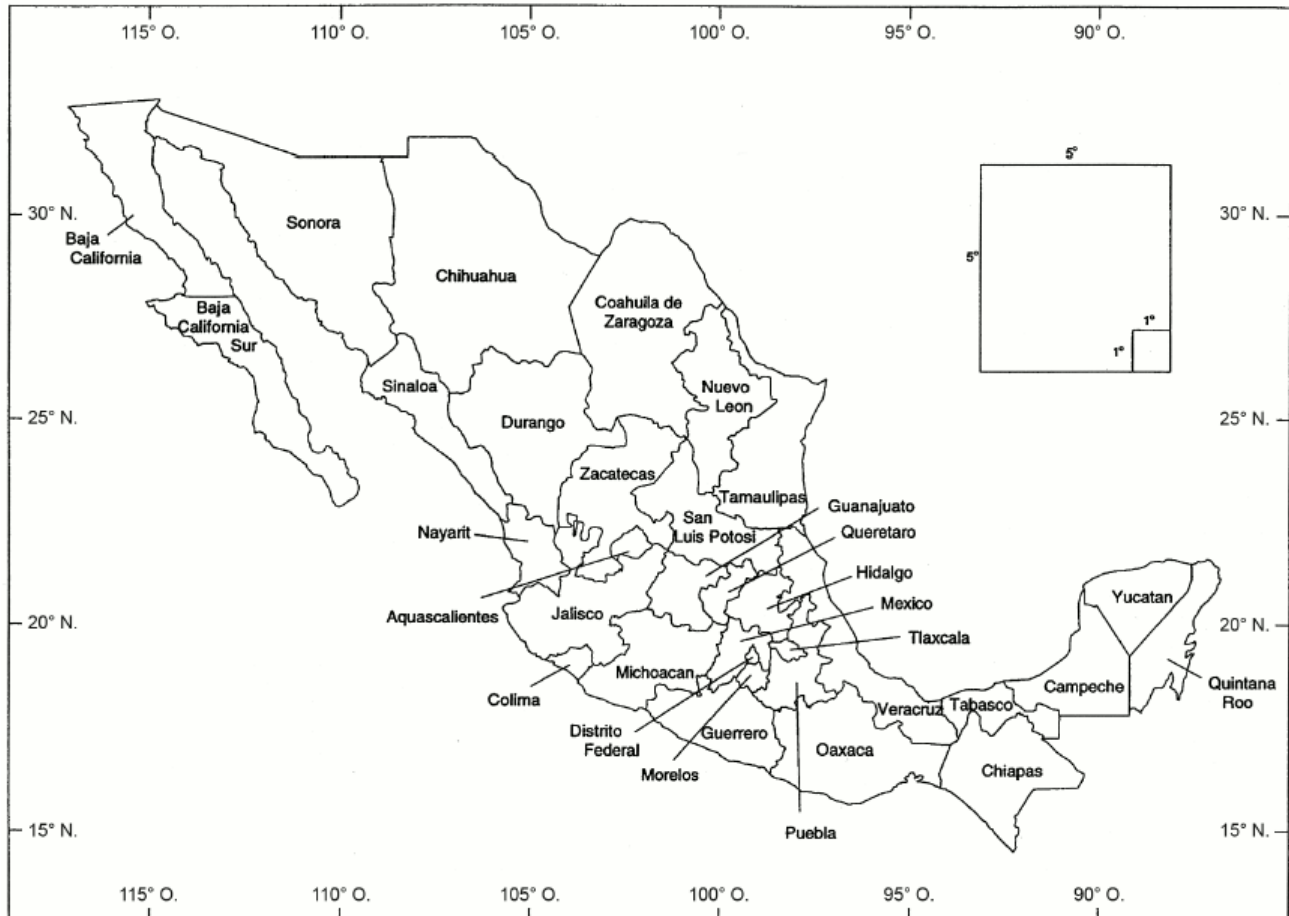 115° O.
110° O.
105° O.
100° O.
95° O.
90° O.
5°
30° N.
30° N.
Sonora
Baja
California
5°
Chihuahua
Coahuila de
Zaragoza
Baja
California
Sur
1°
1°
Sinaloa
Nuevo
Leon
25° N.
25° N.
Durango
Zacatecas
Tamaulipas
Guanajuato
San
Luis Potosi
Nayarit
Queretaro
Hidalgo
Yucatan
Mexico
Aquascalientes
Jalisco
20° N.
20° N.
Tlaxcala
Michoacan
Colima
Campeche
Quintana
Roo
Veracruz
Tabasco
Distrito
Federal
Guerrero
Oaxaca
Morelos
Chiapas
15° N.
15° N.
Puebla
115° O.
110° O.
105° O.
100° O.
95° O.
90° O.